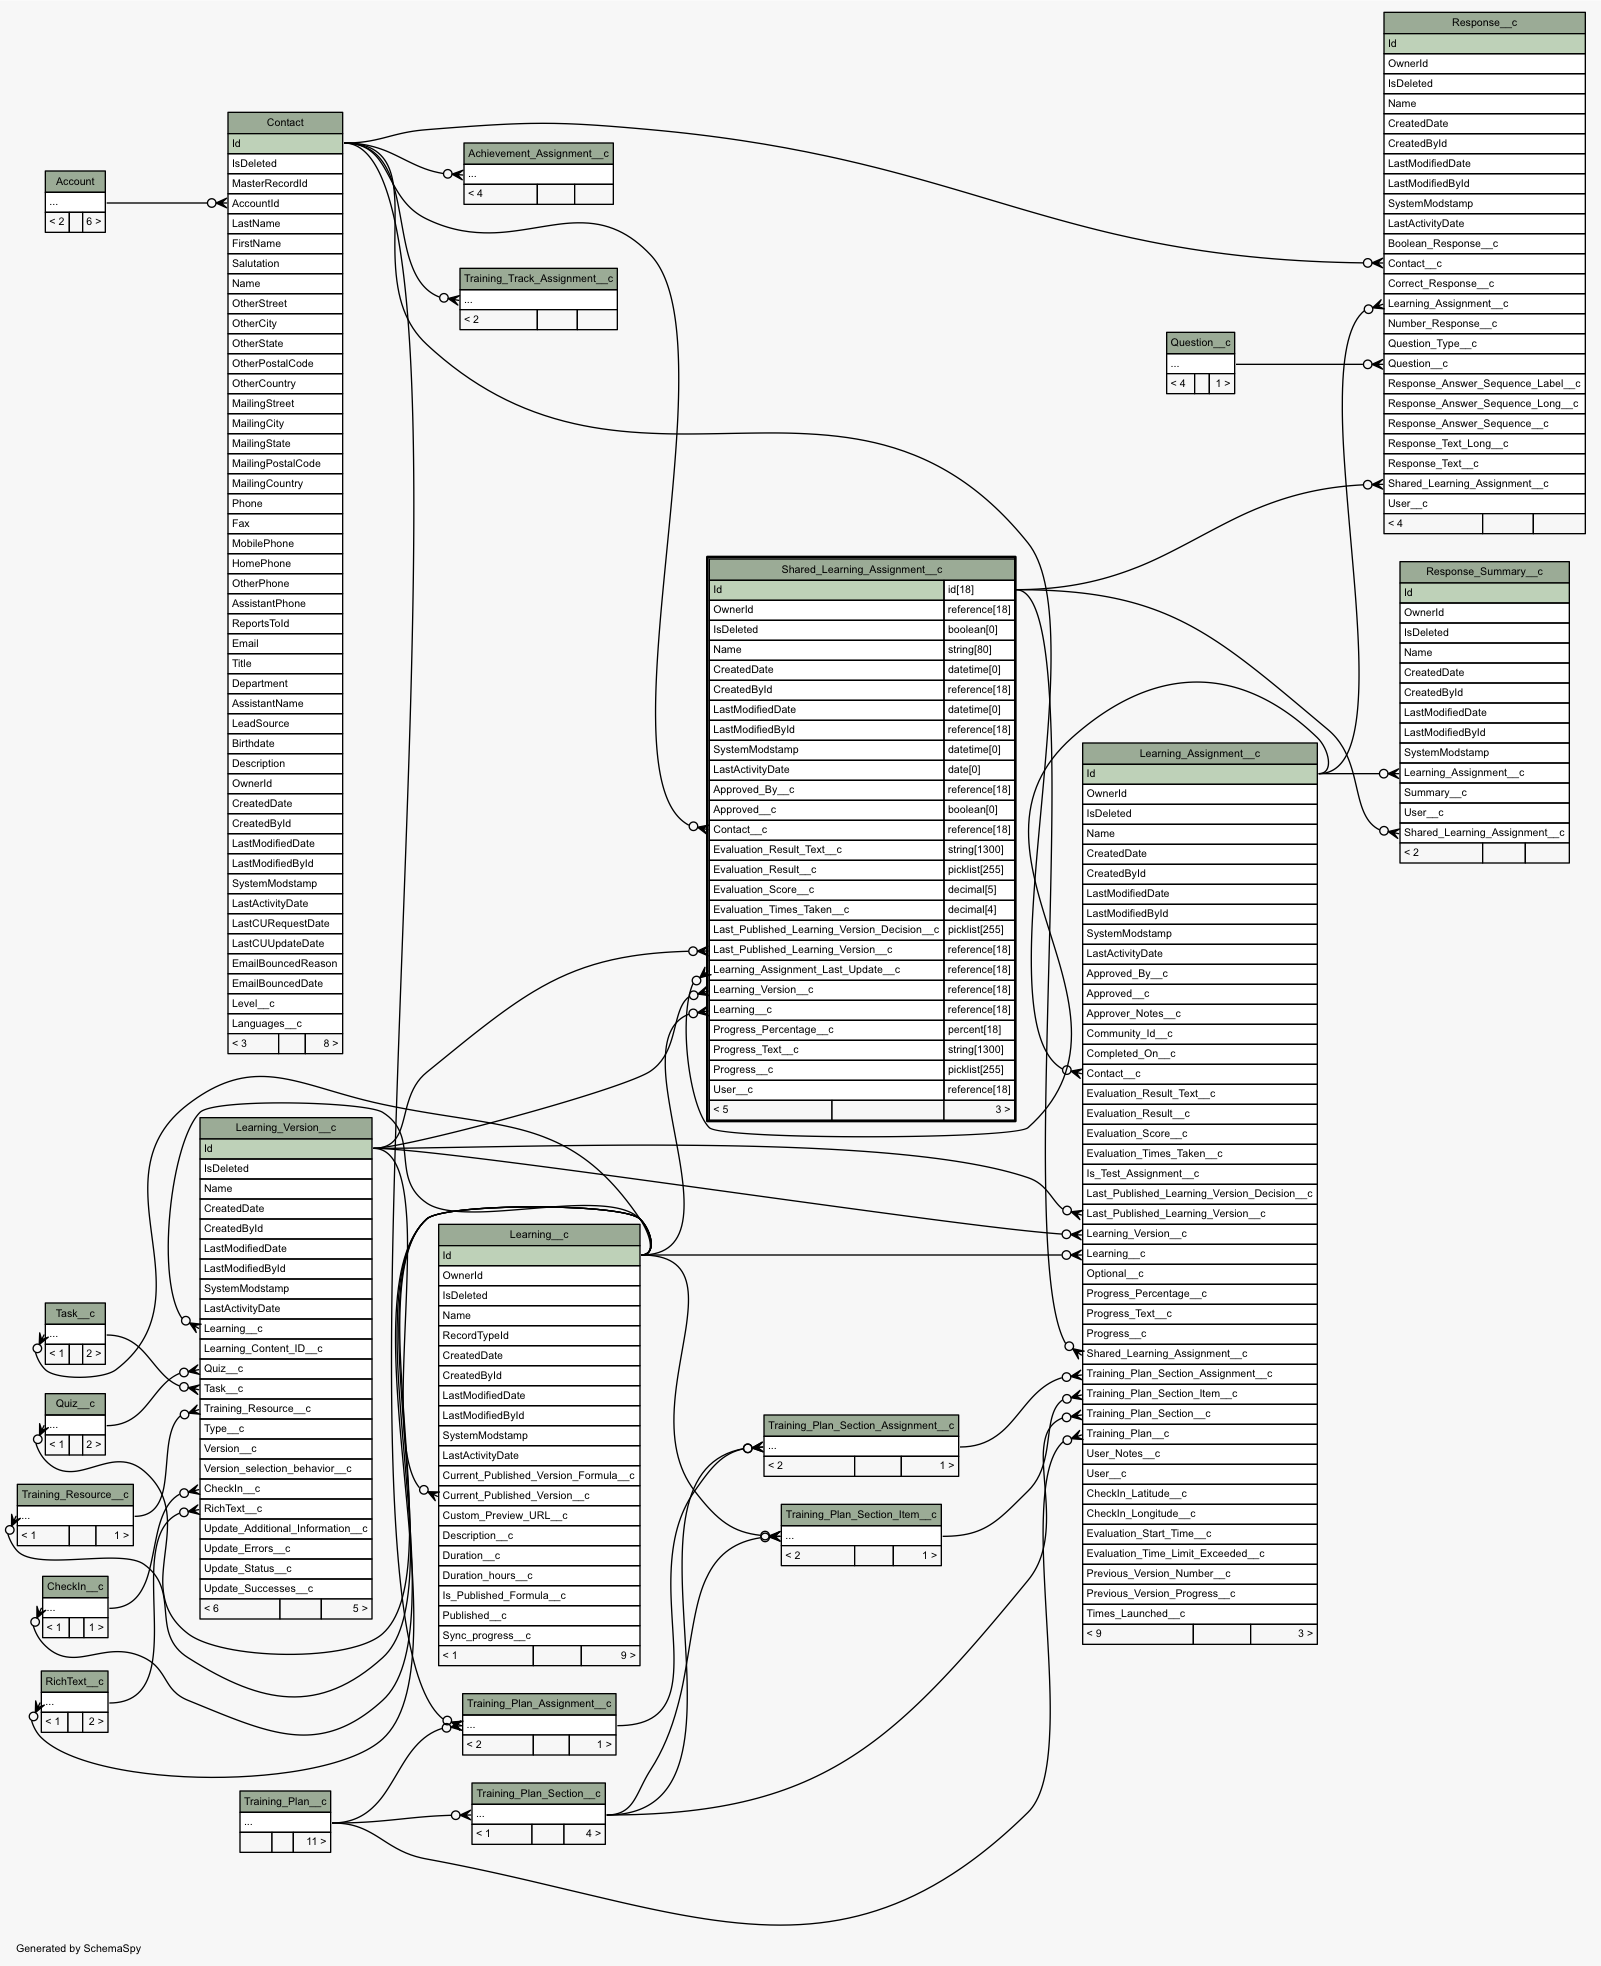 Response__c
Id
OwnerId
IsDeleted
Name
CreatedDate
CreatedById
LastModifiedDate
LastModifiedById
SystemModstamp
LastActivityDate
Boolean_Response__c
Contact__c
Correct_Response__c
Learning_Assignment__c
Number_Response__c
Question_Type__c
Question__c
Response_Answer_Sequence_Label__c
Response_Answer_Sequence_Long__c
Response_Answer_Sequence__c
Response_Text_Long__c
Response_Text__c
Shared_Learning_Assignment__c
User__c
< 4
Contact
Id
IsDeleted
MasterRecordId
AccountId
LastName
FirstName
Salutation
Name
OtherStreet
OtherCity
OtherState
OtherPostalCode
OtherCountry
MailingStreet
MailingCity
MailingState
MailingPostalCode
MailingCountry
Phone
Fax
MobilePhone
HomePhone
OtherPhone
AssistantPhone
ReportsToId
Email
Title
Department
AssistantName
LeadSource
Birthdate
Description
OwnerId
CreatedDate
CreatedById
LastModifiedDate
LastModifiedById
SystemModstamp
LastActivityDate
LastCURequestDate
LastCUUpdateDate
EmailBouncedReason
EmailBouncedDate
Level__c
Languages__c
< 3 8 >
Account
...
< 2 6 >
Achievement_Assignment__c
...
< 4
Training_Track_Assignment__c
...
< 2
Question__c
...
< 4 1 >
Shared_Learning_Assignment__c
Id id[18]
OwnerId reference[18]
IsDeleted boolean[0]
Name string[80]
CreatedDate datetime[0]
CreatedById reference[18]
LastModifiedDate datetime[0]
LastModifiedById reference[18]
SystemModstamp datetime[0]
LastActivityDate date[0]
Approved_By__c reference[18]
Approved__c boolean[0]
Contact__c reference[18]
Evaluation_Result_Text__c string[1300]
Evaluation_Result__c picklist[255]
Evaluation_Score__c decimal[5]
Evaluation_Times_Taken__c decimal[4]
Last_Published_Learning_Version_Decision__c picklist[255]
Last_Published_Learning_Version__c reference[18]
Learning_Assignment_Last_Update__c reference[18]
Learning_Version__c reference[18]
Learning__c reference[18]
Progress_Percentage__c percent[18]
Progress_Text__c string[1300]
Progress__c picklist[255]
User__c reference[18]
< 5 3 >
Response_Summary__c
Id
OwnerId
IsDeleted
Name
CreatedDate
CreatedById
LastModifiedDate
LastModifiedById
SystemModstamp
Learning_Assignment__c
Summary__c
User__c
Shared_Learning_Assignment__c
< 2
Learning_Assignment__c
Id
OwnerId
IsDeleted
Name
CreatedDate
CreatedById
LastModifiedDate
LastModifiedById
SystemModstamp
LastActivityDate
Approved_By__c
Approved__c
Approver_Notes__c
Community_Id__c
Completed_On__c
Contact__c
Evaluation_Result_Text__c
Evaluation_Result__c
Evaluation_Score__c
Evaluation_Times_Taken__c
Is_Test_Assignment__c
Last_Published_Learning_Version_Decision__c
Last_Published_Learning_Version__c
Learning_Version__c
Learning__c
Optional__c
Progress_Percentage__c
Progress_Text__c
Progress__c
Shared_Learning_Assignment__c
Training_Plan_Section_Assignment__c
Training_Plan_Section_Item__c
Training_Plan_Section__c
Training_Plan__c
User_Notes__c
User__c
CheckIn_Latitude__c
CheckIn_Longitude__c
Evaluation_Start_Time__c
Evaluation_Time_Limit_Exceeded__c
Previous_Version_Number__c
Previous_Version_Progress__c
Times_Launched__c
< 9 3 >
Learning_Version__c
Id
IsDeleted
Name
CreatedDate
CreatedById
LastModifiedDate
LastModifiedById
SystemModstamp
LastActivityDate
Learning__c
Learning_Content_ID__c
Quiz__c
Task__c
Training_Resource__c
Type__c
Version__c
Version_selection_behavior__c
CheckIn__c
RichText__c
Update_Additional_Information__c
Update_Errors__c
Update_Status__c
Update_Successes__c
< 6 5 >
Learning__c
Id
OwnerId
IsDeleted
Name
RecordTypeId
CreatedDate
CreatedById
LastModifiedDate
LastModifiedById
SystemModstamp
LastActivityDate
Current_Published_Version_Formula__c
Current_Published_Version__c
Custom_Preview_URL__c
Description__c
Duration__c
Duration_hours__c
Is_Published_Formula__c
Published__c
Sync_progress__c
< 1 9 >
Task__c
...
< 1 2 >
Quiz__c
...
< 1 2 >
Training_Resource__c
...
< 1 1 >
CheckIn__c
...
< 1 1 >
RichText__c
...
< 1 2 >
Training_Plan_Section_Assignment__c
...
< 2 1 >
Training_Plan_Section_Item__c
...
< 2 1 >
Training_Plan_Assignment__c
...
< 2 1 >
Training_Plan_Section__c
...
< 1 4 >
Training_Plan__c
...
11 >
Generated by SchemaSpy